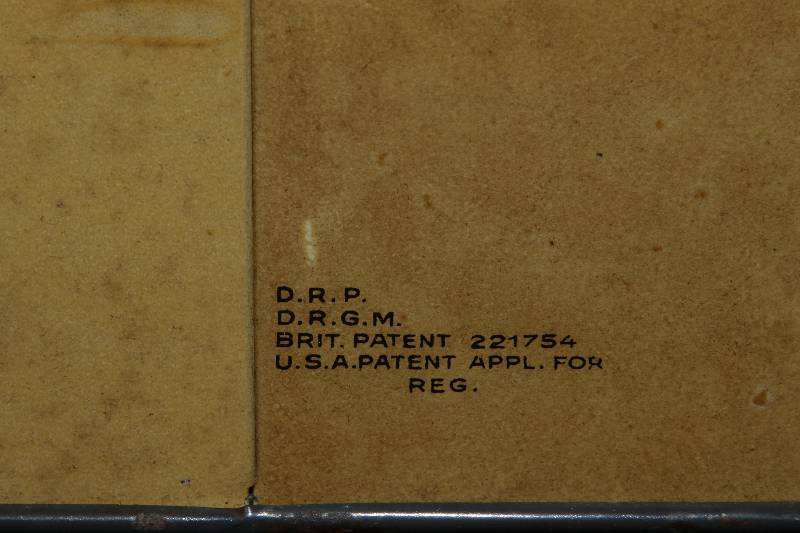 D.R.P.
D.R.G.M.
BRIT. PATENT 221754
U.S.A.PATENT APPL. FOR
REG.